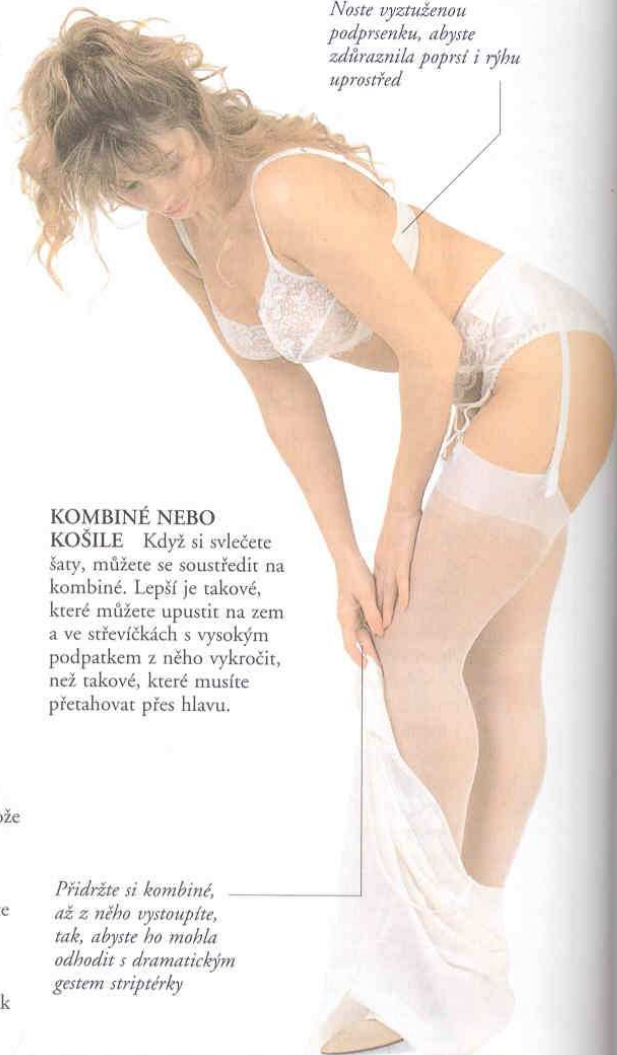 Noste vyztuženou
podprsenku, abyste
zdůraznila poprsí i rýhu
uprostřed
KOMBINÉ NEBO
KOŠILE Když si svlečete
šaty, můžete se soustředit na
kombiné. Lepší je takové,
které můžete upustit na zem
a ve střevíčkách s vysokým
podpatkem z něho vykročit,
než takové, které musíte
přetahovat přes hlavu.
Přidržte si kombiné,
až z něho vystoupíte,
tak, abyste ho mohla
odhodit s dramatickým
gestem striptérky